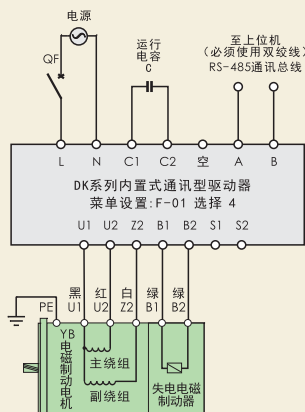 电源
QF
运行
电容
C
至上位机
(必须使用双绞线)
RS-485通讯总线
L N C1 C2 空 A B
DK系列内置式通讯型驱动器
菜单设置:F-01 选择 4
U1 U2 Z2 B1 B2 S1 S2
黑 红 白 绿 绿
PE U1 U2 Z2 B1 B2
YB电磁制动电机
主绕组
副绕组
失电电磁
制动器